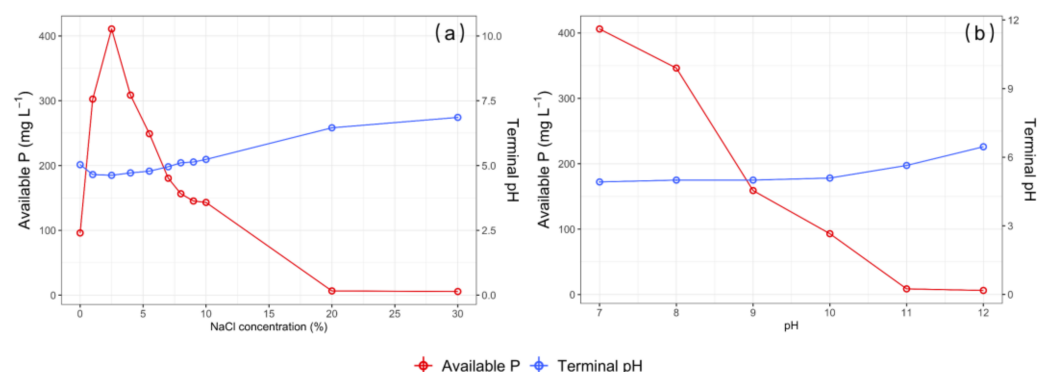 (a)
Available P (mg L⁻¹)
400
300
200
100
0
10.0
7.5
5.0
2.5
0.0
Terminal pH
0 5 10 15 20 25 30
NaCl concentration (%)
(b)
Available P (mg L⁻¹)
400
300
200
100
0
12
9
6
3
0
Terminal pH
7 8 9 10 11 12
pH
Available P Terminal pH